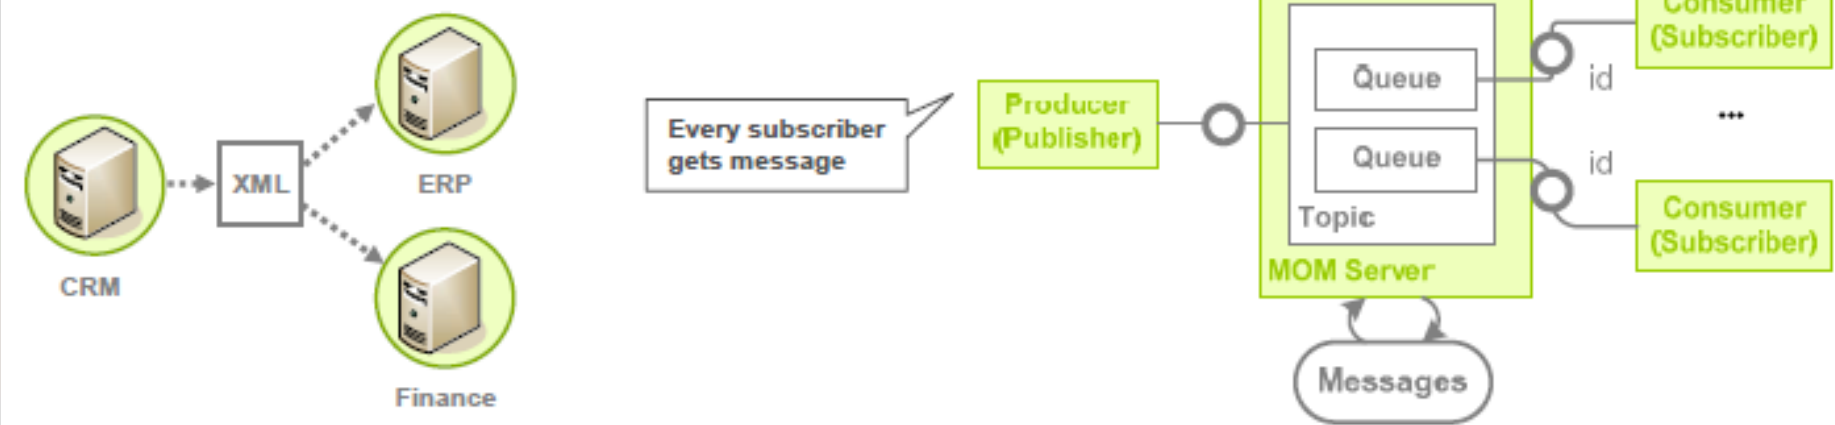 CRM
XML
ERP
Finance
Every subscriber
gets message
Producer
(Publisher)
Queue
Queue
Topic
MOM Server
Messages
id
id
Consumer
(Subscriber)
...
Consumer
(Subscriber)